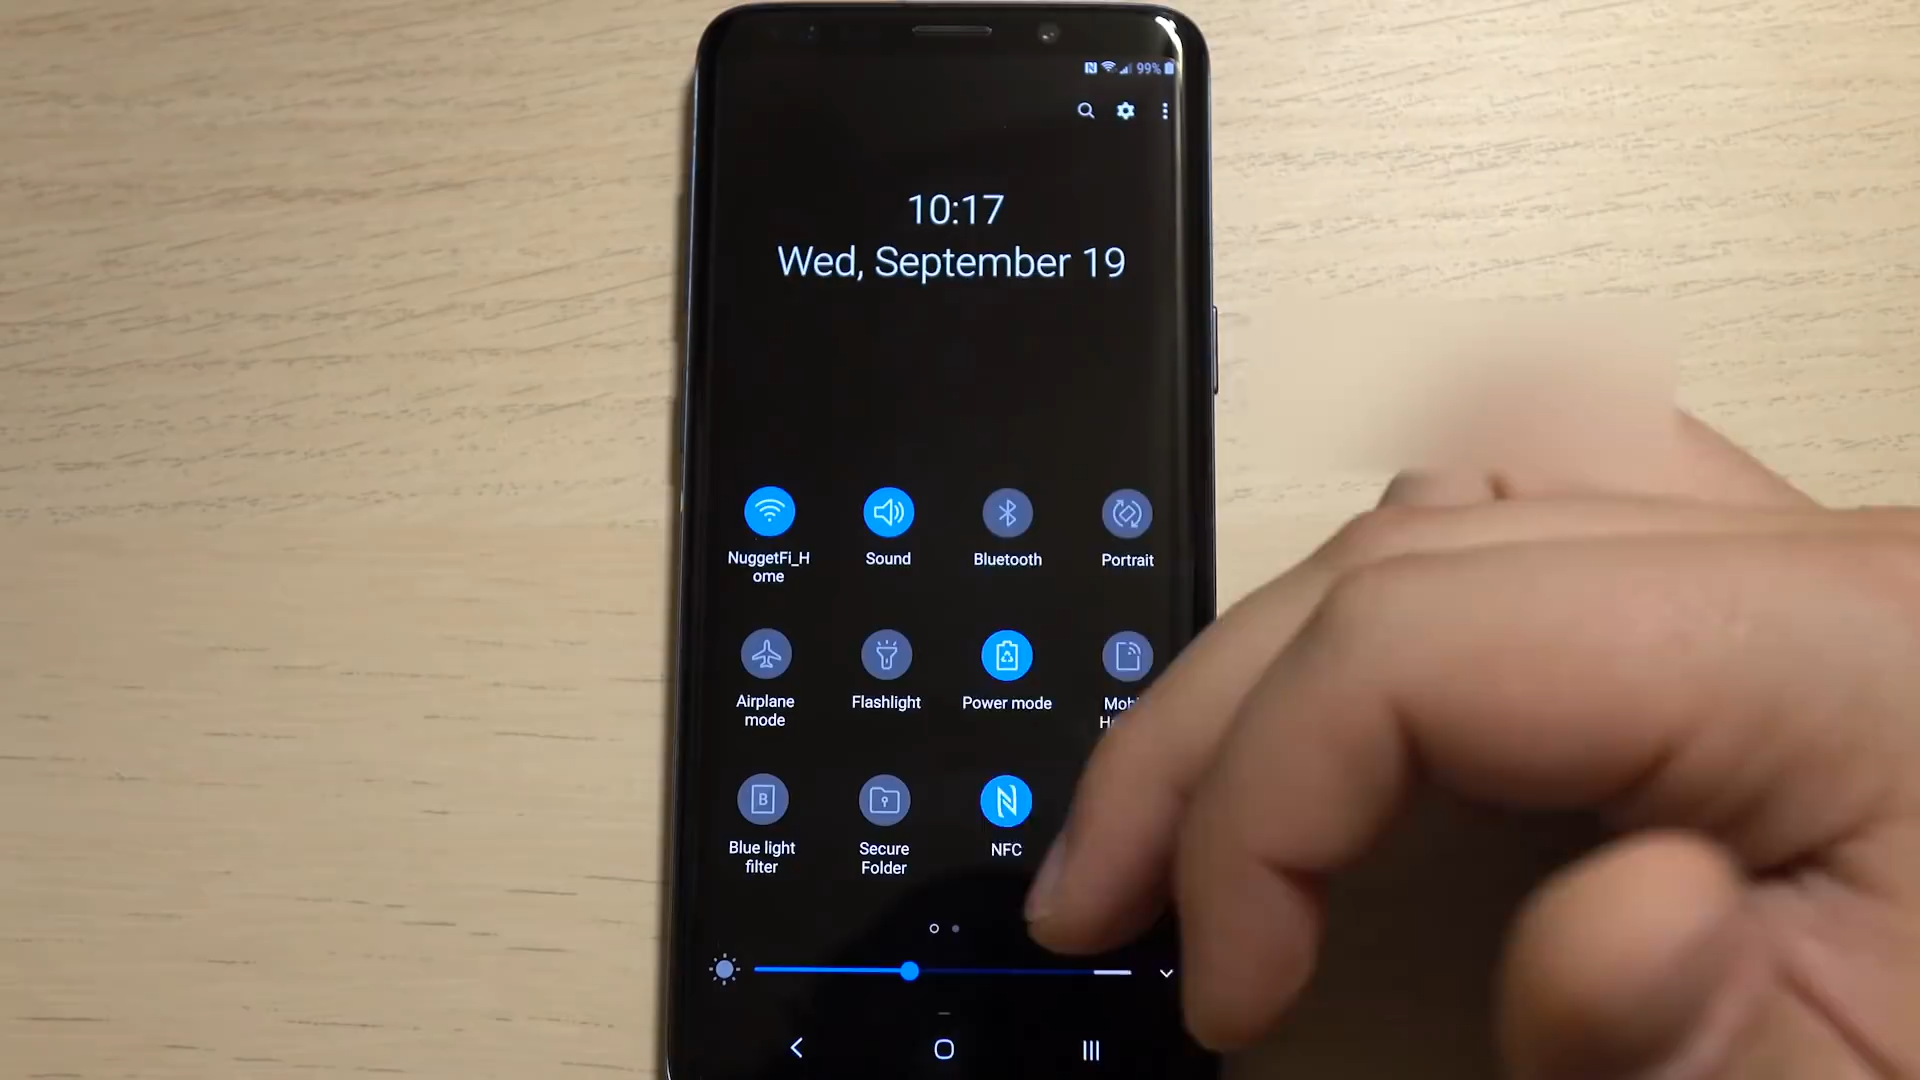 99%
10:17
Wed, September 19
NuggetFi_H
ome
Sound
Bluetooth
Portrait
Airplane
mode
Flashlight
Power mode
B
Blue light
filter
Secure
Folder
NFC